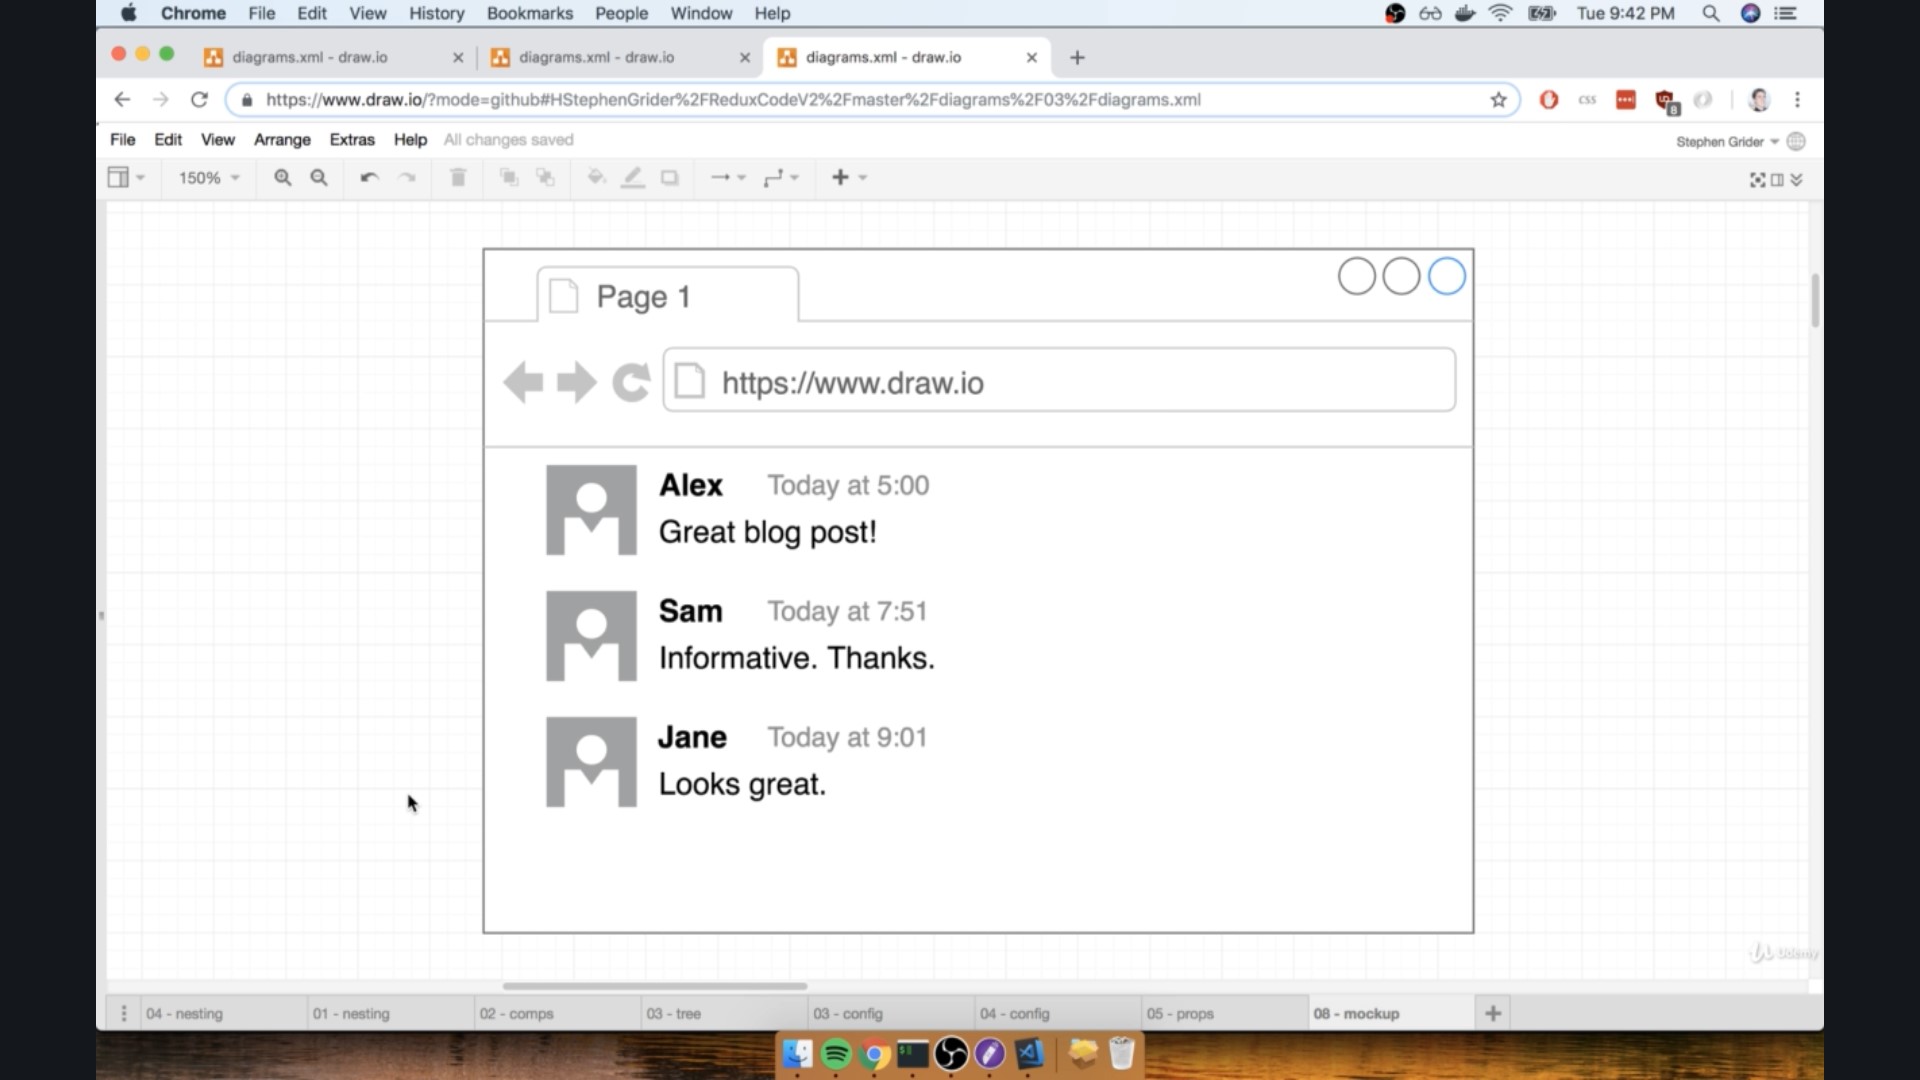 Chrome File Edit View History Bookmarks People Window Help Tue 9:42 PM
diagrams.xml - draw.io diagrams.xml - draw.io diagrams.xml - draw.io
https://www.draw.io/?mode=github#HStephenGrider%2FReduxCodeV2%2Fmaster%2Fdiagrams%2F03%2Fdiagrams.xml css 8
File Edit View Arrange Extras Help All changes saved Stephen Grider
150%
Page 1
https://www.draw.io
Alex Today at 5:00
Great blog post!
Sam Today at 7:51
Informative. Thanks.
Jane Today at 9:01
Looks great.
Udemy
04 - nesting 01 - nesting 02 - comps 03 - tree 03 - config 04 - config 05 - props 08 - mockup